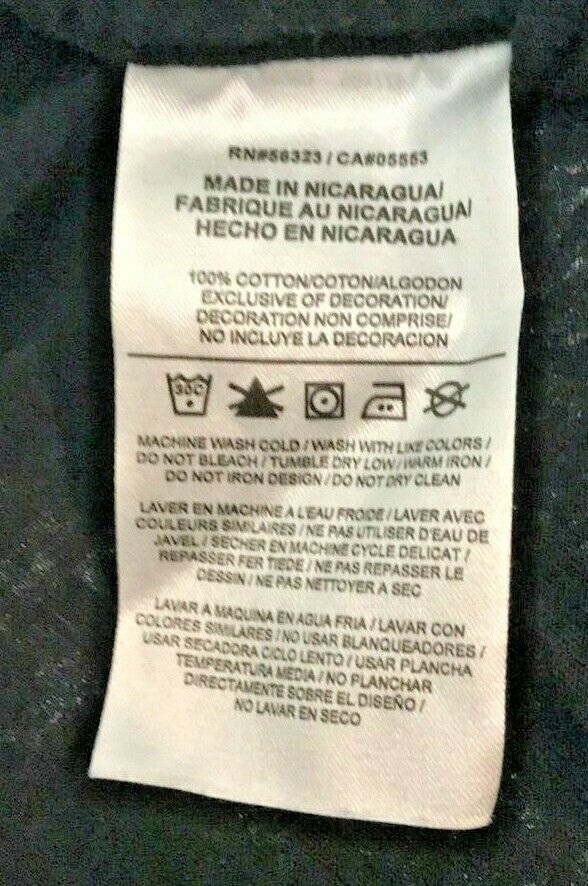 RN#56323 / CA#05553
MADE IN NICARAGUA/
FABRIQUE AU NICARAGUA/
HECHO EN NICARAGUA
100% COTTON/COTON/ALGODON
EXCLUSIVE OF DECORATION/
DECORATION NON COMPRISE/
NO INCLUYE LA DECORACION
30C
MACHINE WASH COLD / WASH WITH LIKE COLORS /
DO NOT BLEACH / TUMBLE DRY LOW / WARM IRON /
DO NOT IRON DESIGN / DO NOT DRY CLEAN
LAVER EN MACHINE A L'EAU FROIDE / LAVER AVEC
COULEURS SIMILAIRES / NE PAS UTILISER D'EAU DE
JAVEL / SECHER EN MACHINE CYCLE DELICAT /
REPASSER FER TIEDE / NE PAS REPASSER LE
DESSIN / NE PAS NETTOYER A SEC
LAVAR A MAQUINA EN AGUA FRIA / LAVAR CON
COLORES SIMILARES / NO USAR BLANQUEADORES /
USAR SECADORA CICLO LENTO / USAR PLANCHA
TEMPERATURA MEDIA / NO PLANCHAR
DIRECTAMENTE SOBRE EL DISEÑO /
NO LAVAR EN SECO